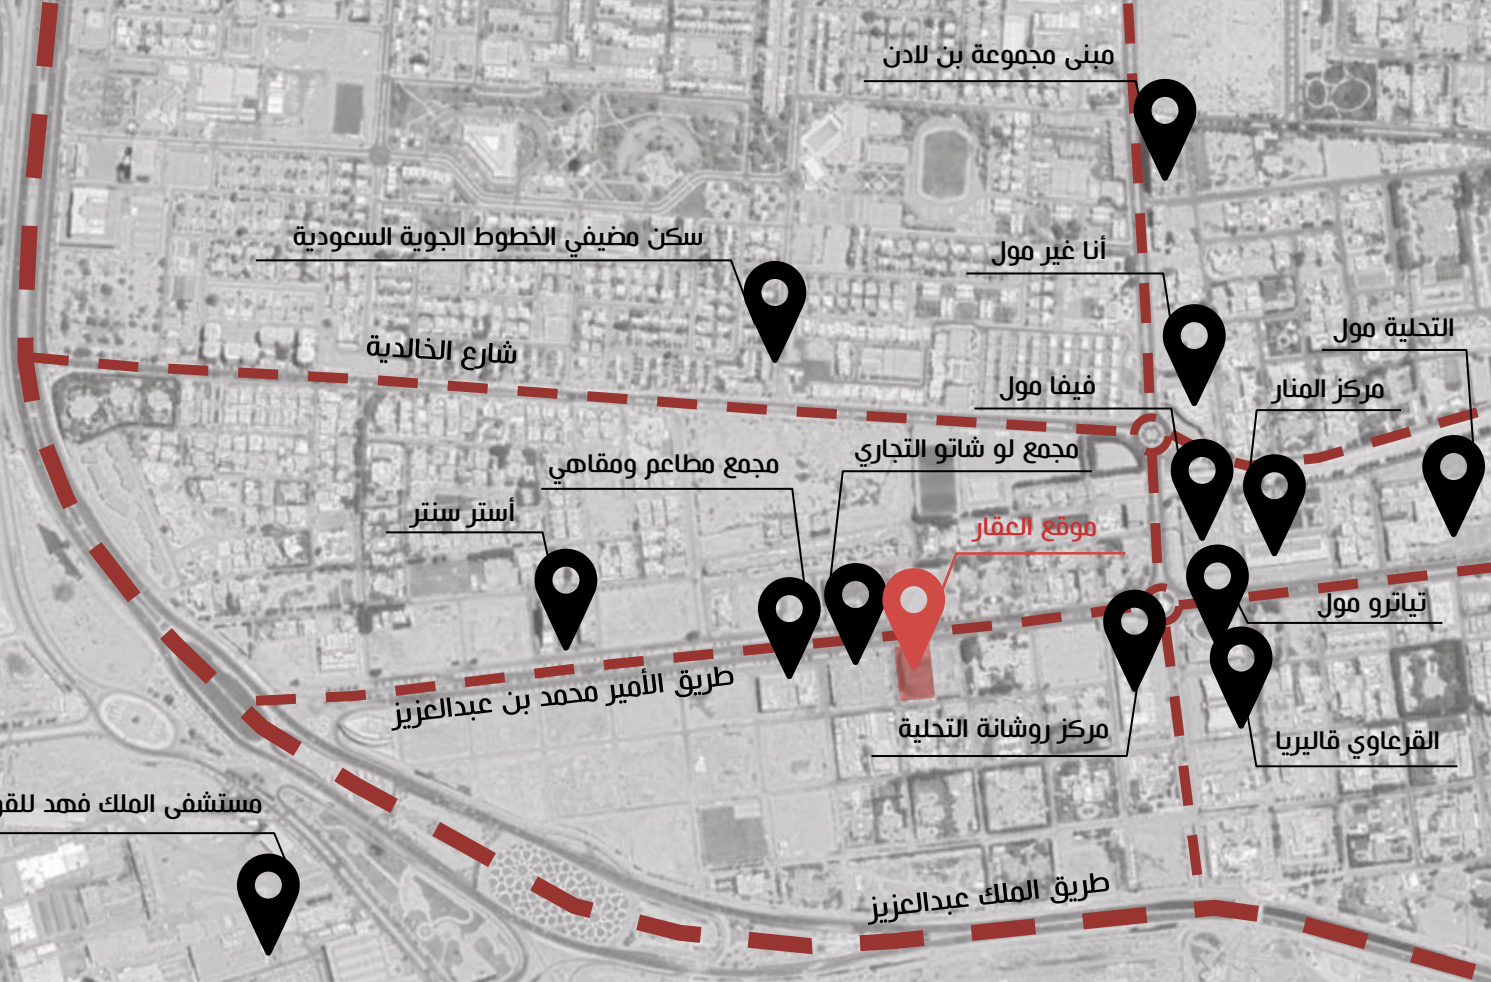 مبنى مجموعة بن لادن
سكن مضيفي الخطوط الجوية السعودية
أنا غير مول
التحلية مول
شارع الخالدية
فيفا مول
مركز المنار
مجمع لو شاتو التجاري
مجمع مطاعم ومقاهي
أستر سنتر
موقع العقار
تياترو مول
طريق الأمير محمد بن عبدالعزيز
مركز روشانة التحلية
القرعاوي قاليريا
مستشفى الملك فهد
طريق الملك عبدالعزيز